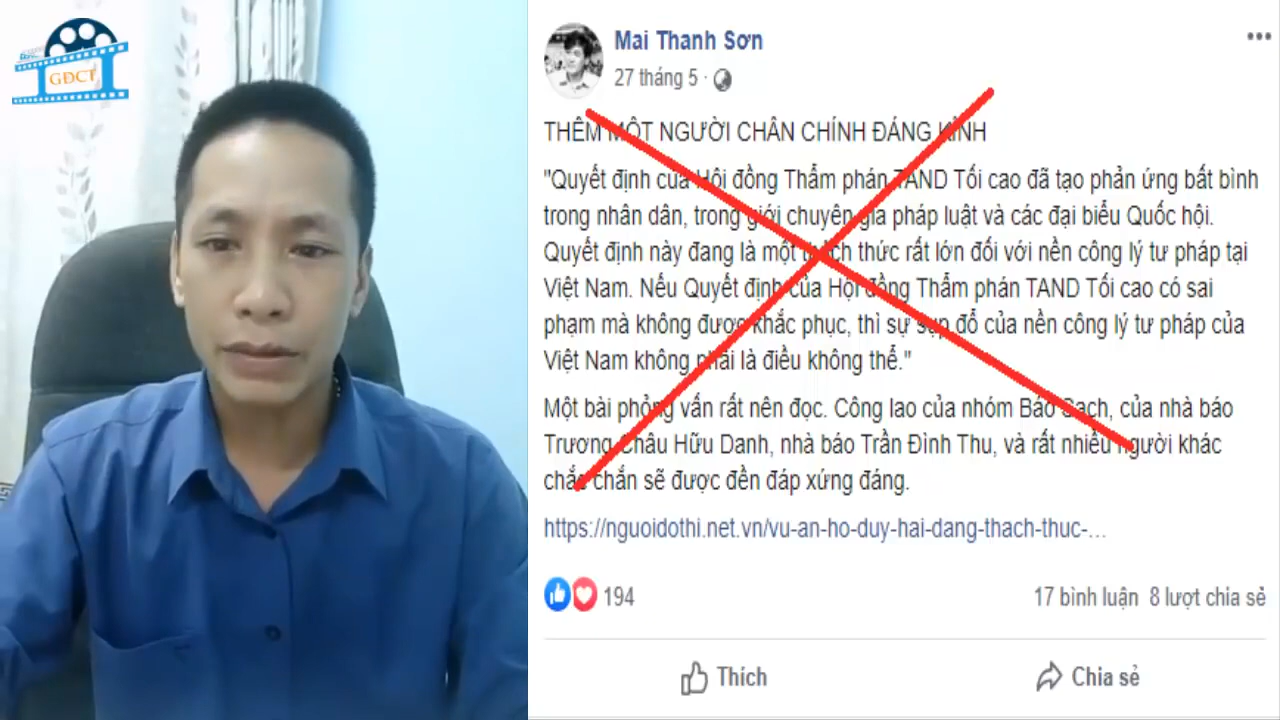 GĐCT
Mai Thanh Sơn
27 tháng 5 ·
THÊM MỘT NGƯỜI CHÂN CHÍNH ĐÁNG KÍNH
"Quyết định của Hội đồng Thẩm phán TAND Tối cao đã tạo phản ứng bất bình
trong nhân dân, trong giới chuyên gia pháp luật và các đại biểu Quốc hội.
Quyết định này đang là một thách thức rất lớn đối với nền công lý tư pháp tại
Việt Nam. Nếu Quyết định của Hội đồng Thẩm phán TAND Tối cao có sai
phạm mà không được khắc phục, thì sự sụp đổ của nền công lý tư pháp của
Việt Nam không phải là điều không thể."
Một bài phỏng vấn rất nên đọc. Công lao của nhóm Báo Sạch, của nhà báo
Trương Châu Hữu Danh, nhà báo Trần Đình Thu, và rất nhiều người khác
chắc chắn sẽ được đền đáp xứng đáng.
https://nguoidothi.net.vn/vu-an-ho-duy-hai-dang-thach-thuc-...
194
17 bình luận 8 lượt chia sẻ
Thích
Chia sẻ